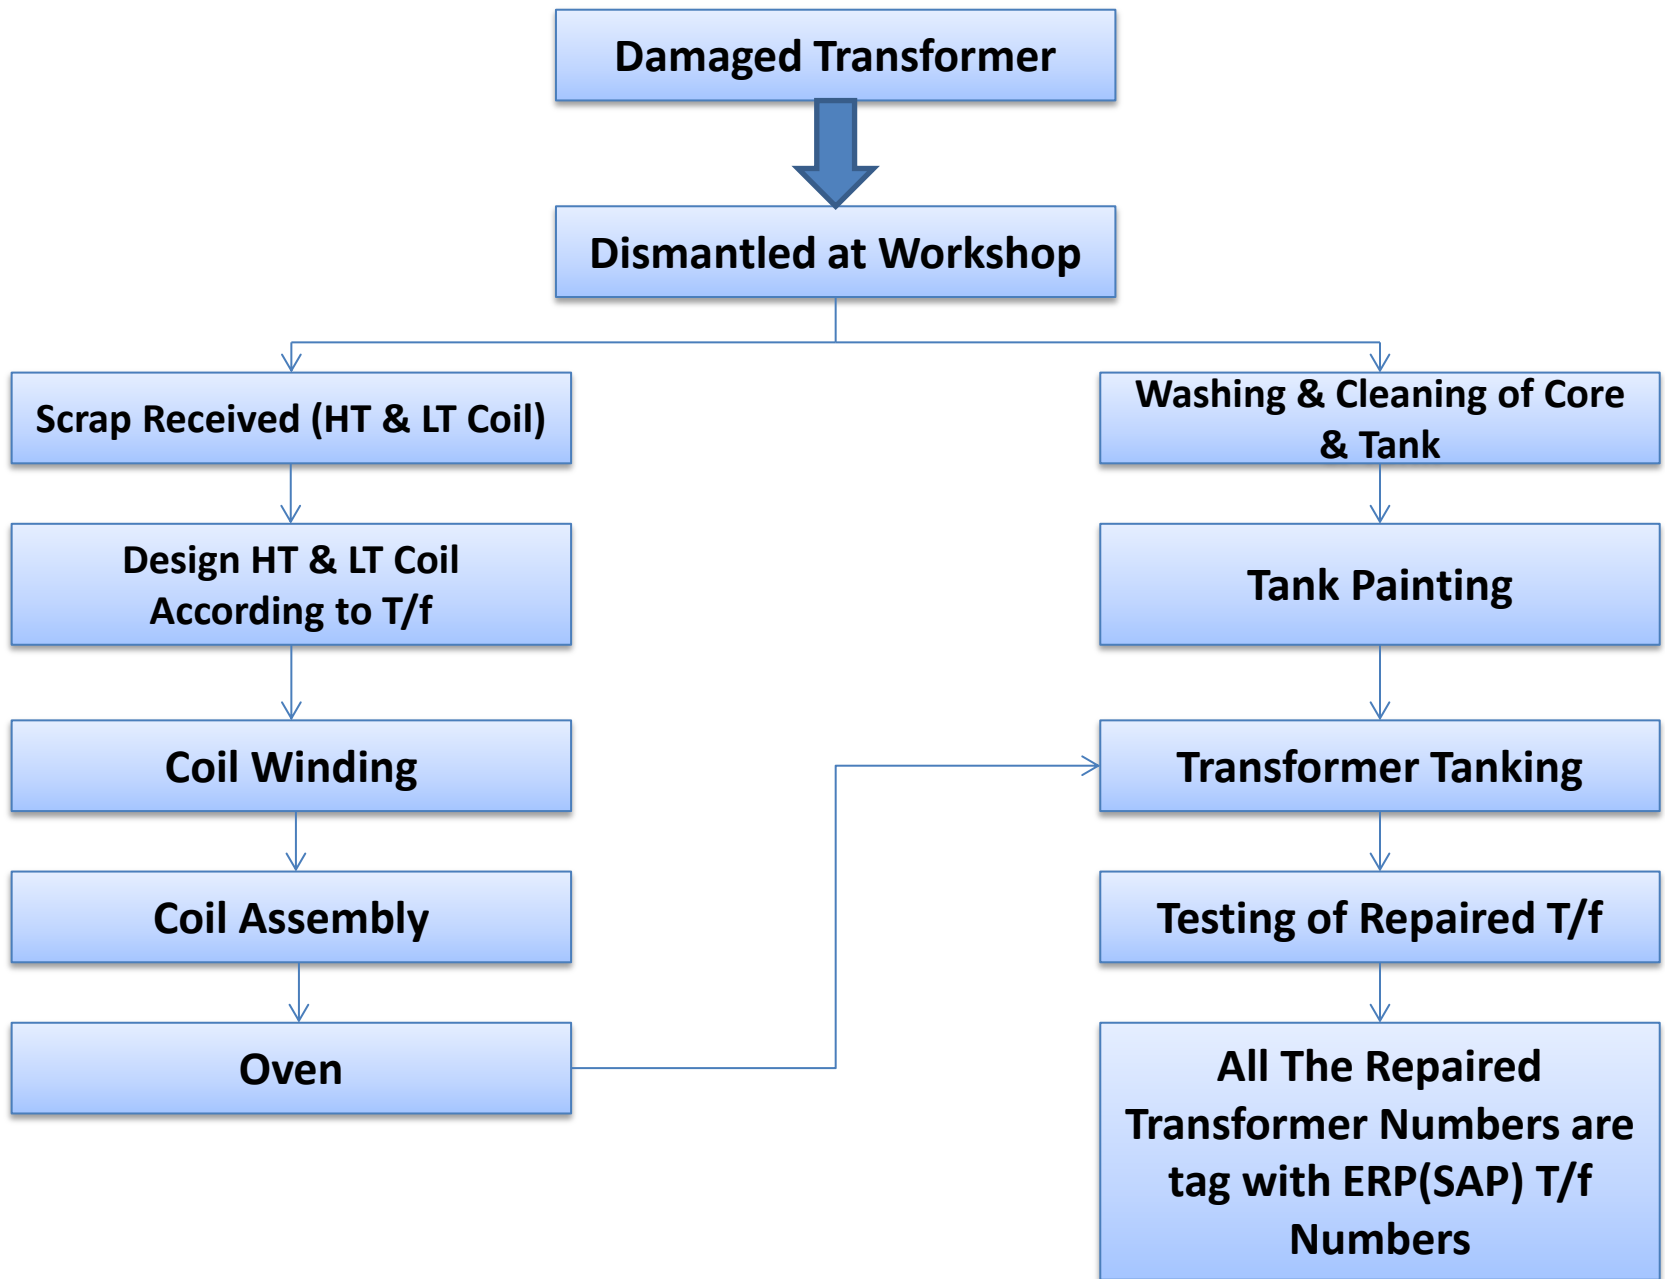 Damaged Transformer
Dismantled at Workshop
Scrap Received (HT & LT Coil)
Design HT & LT Coil
According to T/f
Coil Winding
Coil Assembly
Oven
Washing & Cleaning of Core
& Tank
Tank Painting
Transformer Tanking
Testing of Repaired T/f
All The Repaired
Transformer Numbers are
tag with ERP(SAP) T/f
Numbers